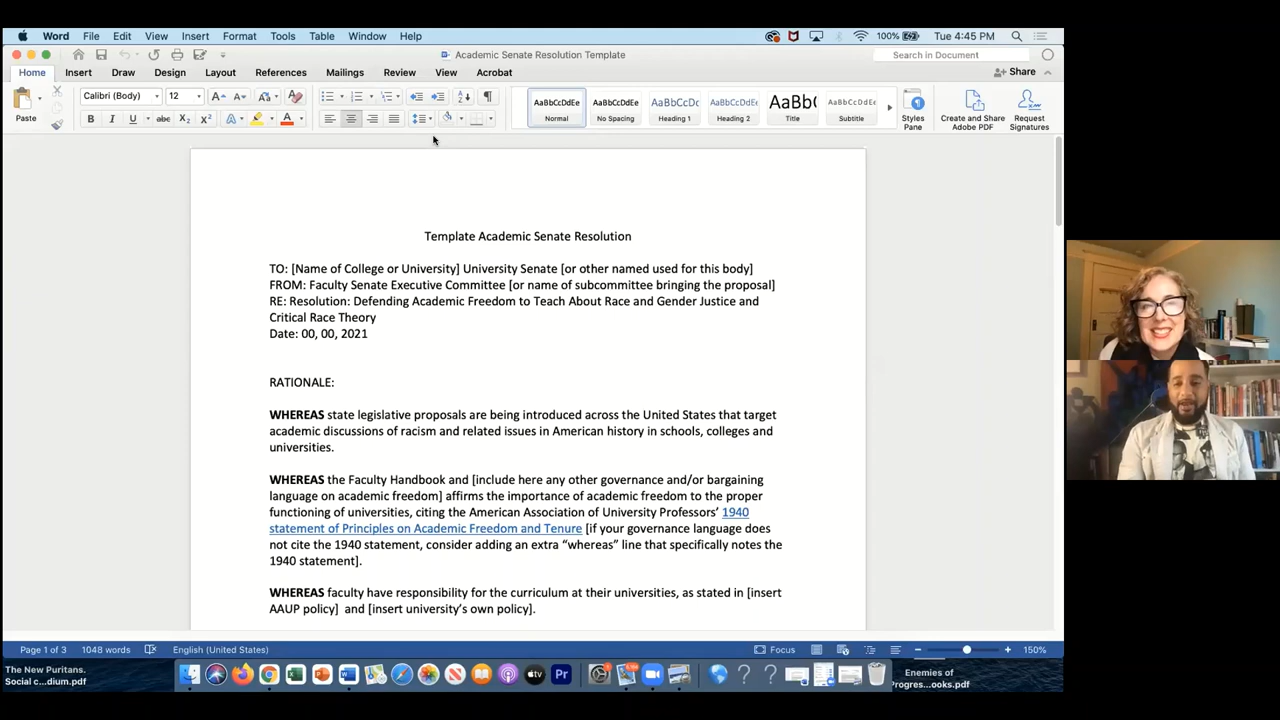 Word File Edit View Insert Format Tools Table Window Help 100% Tue 4:45 PM
Academic Senate Resolution Template Search in Document
Home Insert Draw Design Layout References Mailings Review View Acrobat Share
Calibri (Body) 12
AaBbCcDdEe AaBbCcDdEe AaBbCcDc AaBbCcDdEe AaBbC AaBbCcDdEe
Paste B I U abc X₂ X² A A Normal No Spacing Heading 1 Heading 2 Title Subtitle Styles Pane Create and Share Adobe PDF Request Signatures
Template Academic Senate Resolution
TO: [Name of College or University] University Senate [or other named used for this body]
FROM: Faculty Senate Executive Committee [or name of subcommittee bringing the proposal]
RE: Resolution: Defending Academic Freedom to Teach About Race and Gender Justice and
Critical Race Theory
Date: 00, 00, 2021
RATIONALE:
WHEREAS state legislative proposals are being introduced across the United States that target
academic discussions of racism and related issues in American history in schools, colleges and
universities.
WHEREAS the Faculty Handbook and [include here any other governance and/or bargaining
language on academic freedom] affirms the importance of academic freedom to the proper
functioning of universities, citing the American Association of University Professors’ 1940
statement of Principles on Academic Freedom and Tenure [if your governance language does
not cite the 1940 statement, consider adding an extra “whereas” line that specifically notes the
1940 statement].
WHEREAS faculty have responsibility for the curriculum at their universities, as stated in [insert
AAUP policy] and [insert university’s own policy].
Page 1 of 3 1048 words English (United States) Focus 150%
The New Puritans.
Social c...dium.pdf
Enemies of
Progres...ooks.pdf